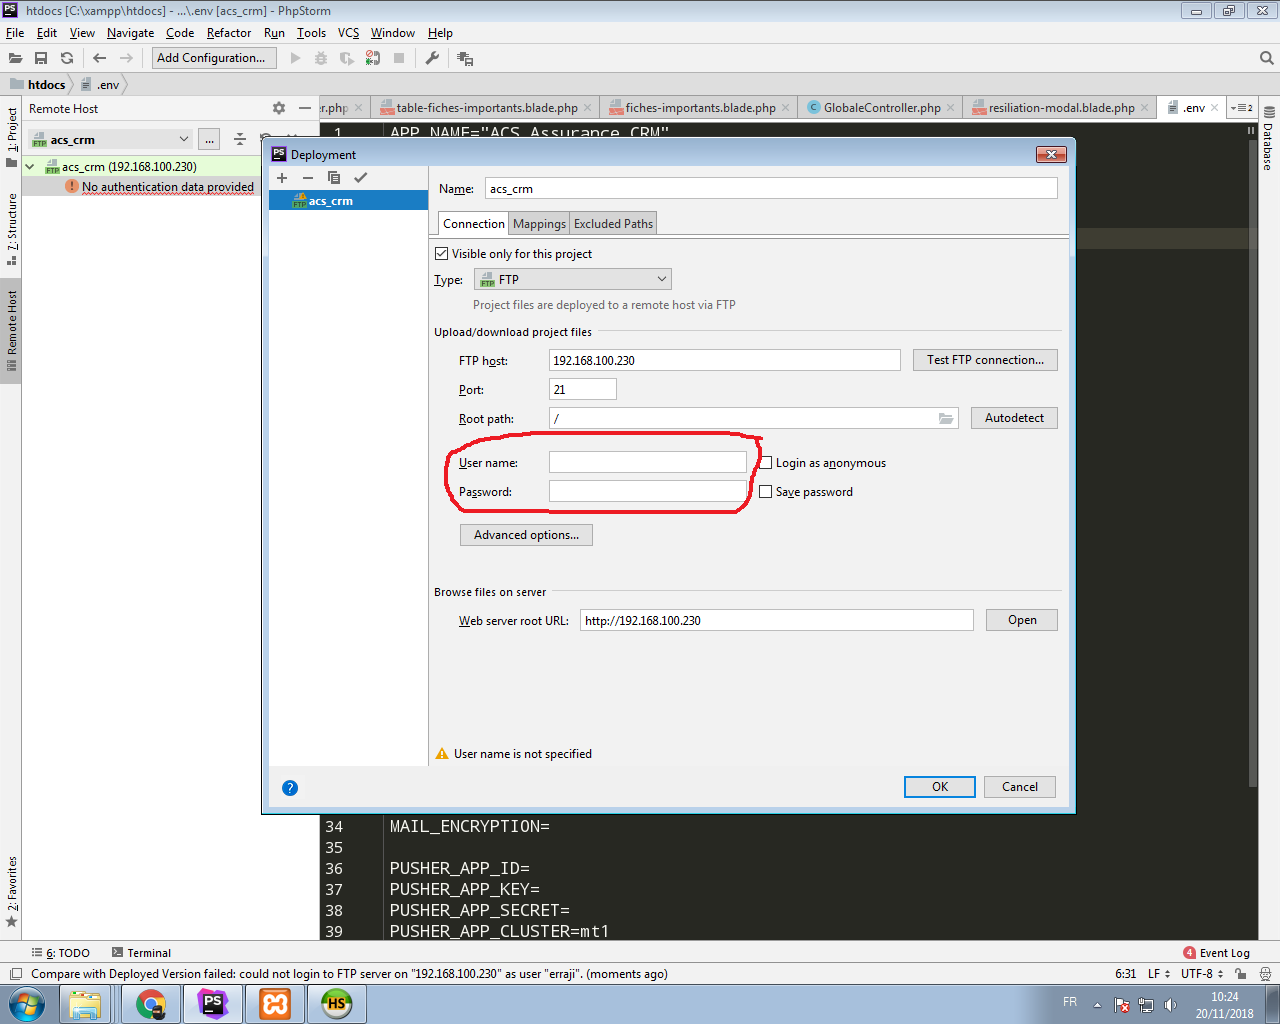 htdocs [C:\xampp\htdocs] - ...\.env [acs_crm] - PhpStorm
File Edit View Navigate Code Refactor Run Tools VCS Window Help
Add Configuration...
htdocs .env
Remote Host
er.php table-fiches-importants.blade.php fiches-importants.blade.php GlobaleController.php resiliation-modal.blade.php .env 2
acs_crm ...
acs_crm (192.168.100.230)
No authentication data provided
1: Project
7: Structure
Remote Host
2: Favorites
Database
1 APP_NAME="ACS Assurance CRM"
Deployment
acs_crm
Name: acs_crm
Connection Mappings Excluded Paths
Visible only for this project
Type: FTP
Project files are deployed to a remote host via FTP
Upload/download project files
FTP host: 192.168.100.230 Test FTP connection...
Port: 21
Root path: / Autodetect
User name: Login as anonymous
Password: Save password
Advanced options...
Browse files on server
Web server root URL: http://192.168.100.230 Open
User name is not specified
? OK Cancel
34 MAIL_ENCRYPTION=
35
36 PUSHER_APP_ID=
37 PUSHER_APP_KEY=
38 PUSHER_APP_SECRET=
39 PUSHER_APP_CLUSTER=mt1
6: TODO Terminal 4 Event Log
Compare with Deployed Version failed: could not login to FTP server on "192.168.100.230" as user "erraji". (moments ago) 6:31 LF UTF-8
PS HS FR 10:24
20/11/2018